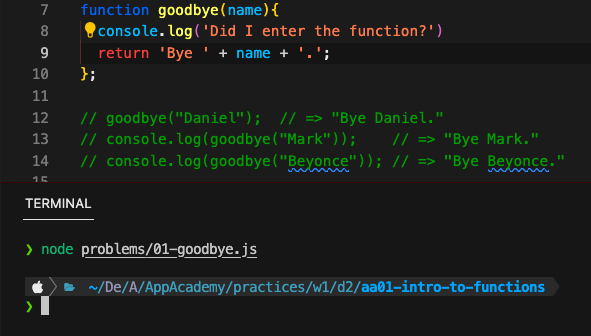 7 function goodbye(name){
8 console.log('Did I enter the function?')
9 return 'Bye ' + name + '.';
10 };
11
12 // goodbye("Daniel");  // => "Bye Daniel."
13 // console.log(goodbye("Mark"));    // => "Bye Mark."
14 // console.log(goodbye("Beyonce")); // => "Bye Beyonce."
15
TERMINAL
❯ node problems/01-goodbye.js
~/De/A/AppAcademy/practices/w1/d2/aa01-intro-to-functions
❯